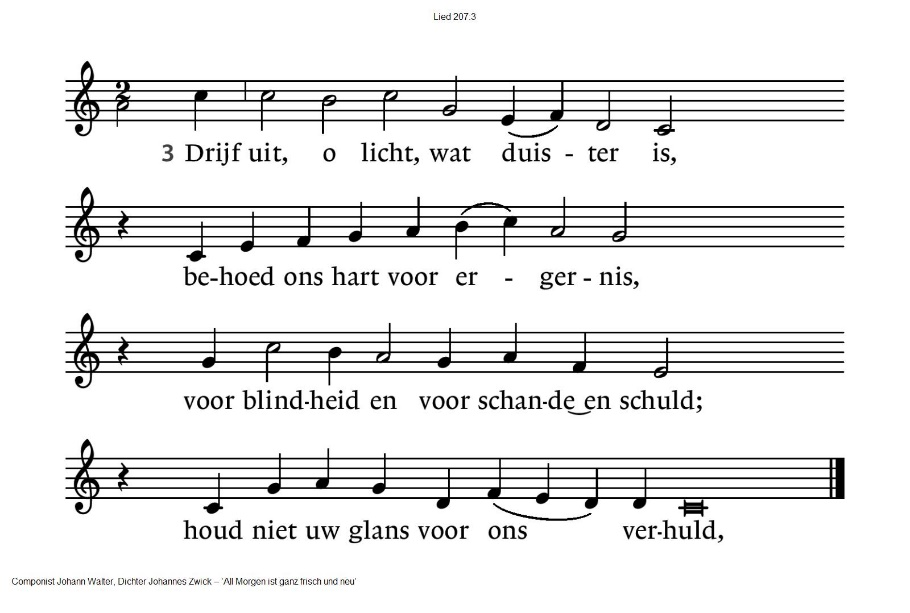 Lied 207.3
2
3 Drijf uit, o licht, wat duis - ter is,
be-hoed ons hart voor er - ger - nis,
voor blind-heid en voor schan-de‿en schuld;
houd niet uw glans voor ons ver-huld,
Componist Johann Walter, Dichter Johannes Zwick – 'All Morgen ist ganz frisch und neu'